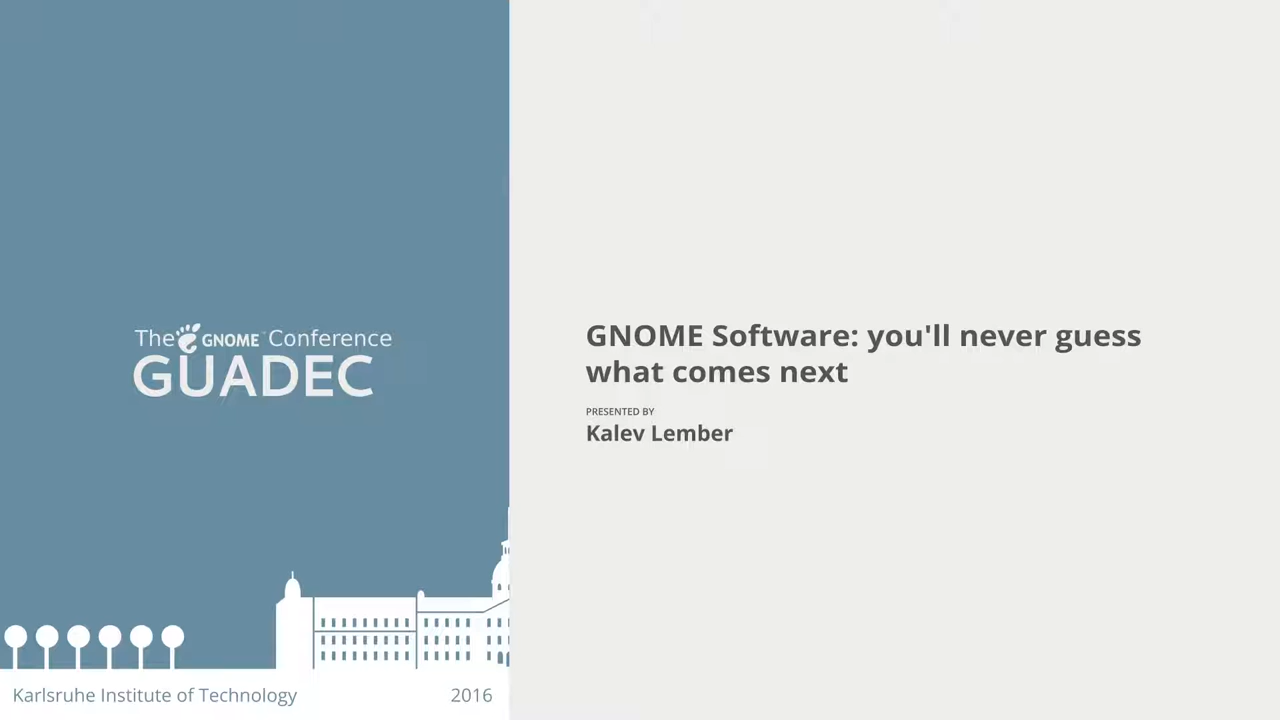 The GNOME Conference
GUADEC
GNOME Software: you'll never guess
what comes next
PRESENTED BY
Kalev Lember
Karlsruhe Institute of Technology
2016